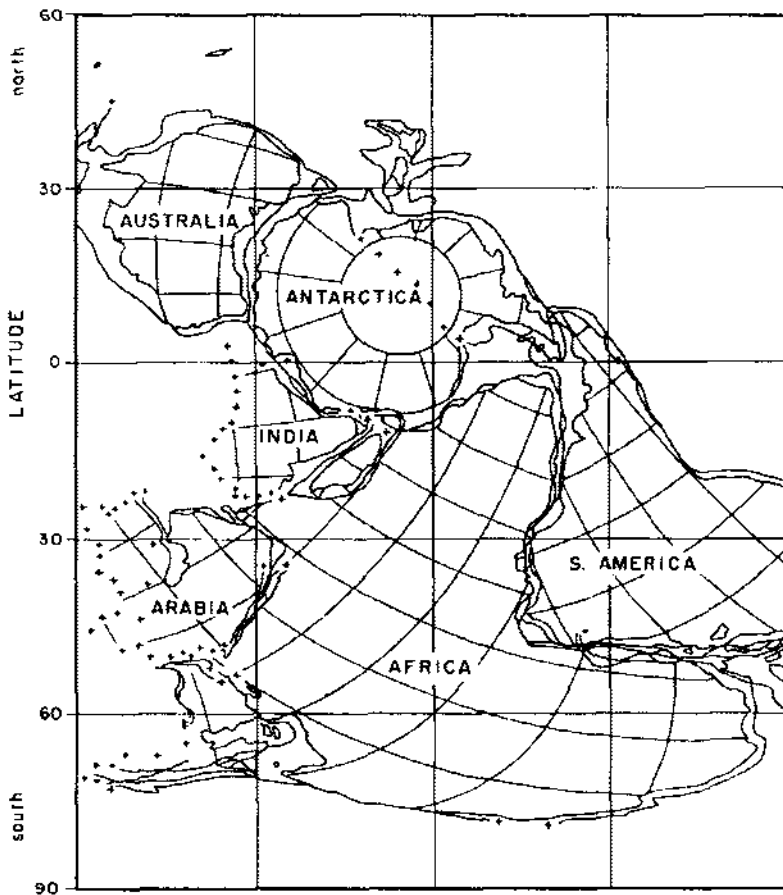 60
north
30
AUSTRALIA
ANTARCTICA
LATITUDE
0
INDIA
30
S. AMERICA
ARABIA
AFRICA
60
south
90